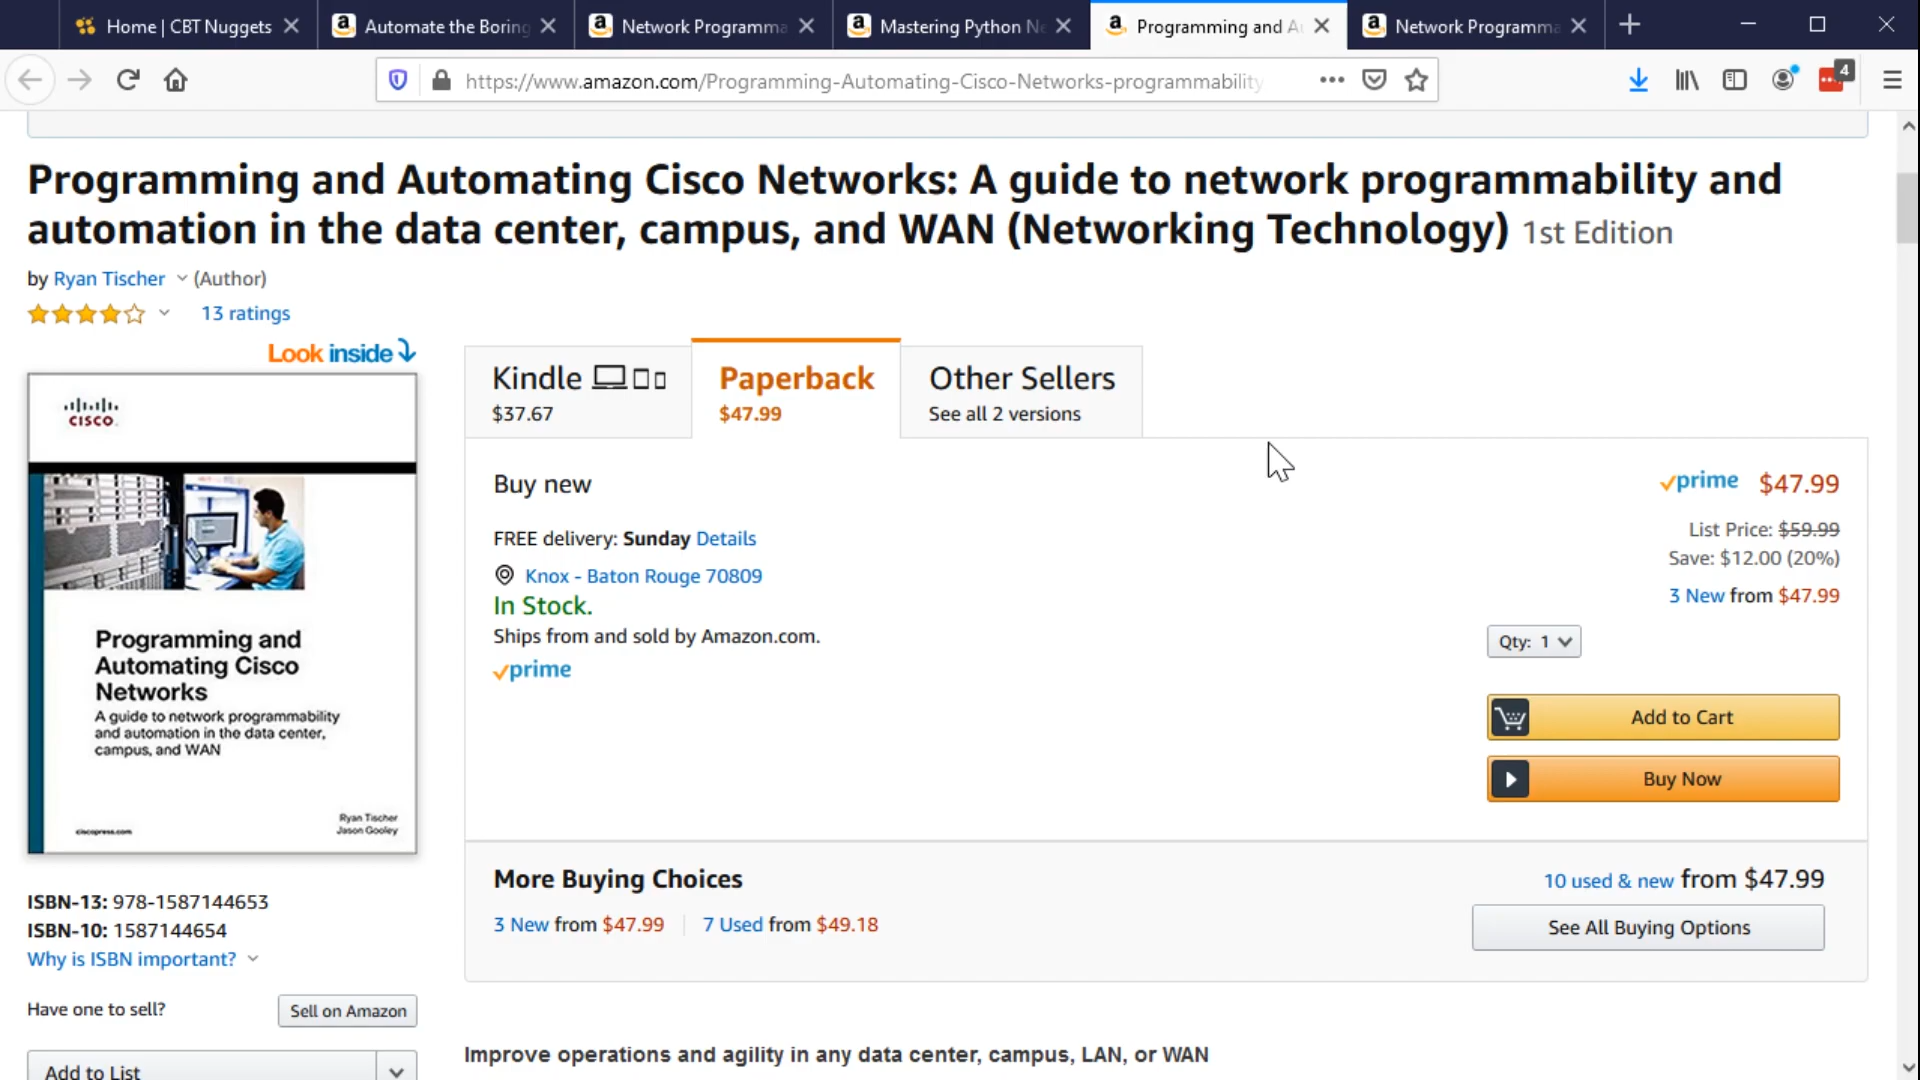 Home | CBT Nuggets
Automate the Boring
Network Programma
Mastering Python Ne
Programming and Au
Network Programma
https://www.amazon.com/Programming-Automating-Cisco-Networks-programmability
4
Programming and Automating Cisco Networks: A guide to network programmability and
automation in the data center, campus, and WAN (Networking Technology) 1st Edition
by Ryan Tischer (Author)
13 ratings
Look inside
CISCO
Programming and
Automating Cisco
Networks
A guide to network programmability
and automation in the data center,
campus, and WAN
Ryan Tischer
Jason Gooley
ciscopress.com
ISBN-13: 978-1587144653
ISBN-10: 1587144654
Why is ISBN important?
Have one to sell?
Sell on Amazon
Add to List
Kindle
$37.67
Paperback
$47.99
Other Sellers
See all 2 versions
Buy new
FREE delivery: Sunday Details
Knox - Baton Rouge 70809
In Stock.
Ships from and sold by Amazon.com.
prime
prime $47.99
List Price: $59.99
Save: $12.00 (20%)
3 New from $47.99
Qty: 1
Add to Cart
Buy Now
More Buying Choices
3 New from $47.99 | 7 Used from $49.18
10 used & new from $47.99
See All Buying Options
Improve operations and agility in any data center, campus, LAN, or WAN